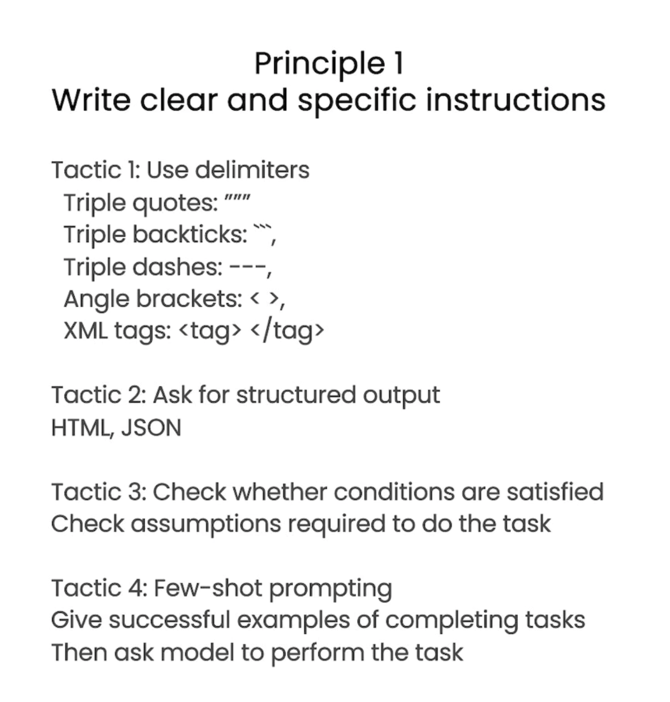 Principle 1
Write clear and specific instructions
Tactic 1: Use delimiters
Triple quotes: """
Triple backticks: ```,
Triple dashes: ---,
Angle brackets: < >,
XML tags: <tag> </tag>
Tactic 2: Ask for structured output
HTML, JSON
Tactic 3: Check whether conditions are satisfied
Check assumptions required to do the task
Tactic 4: Few-shot prompting
Give successful examples of completing tasks
Then ask model to perform the task